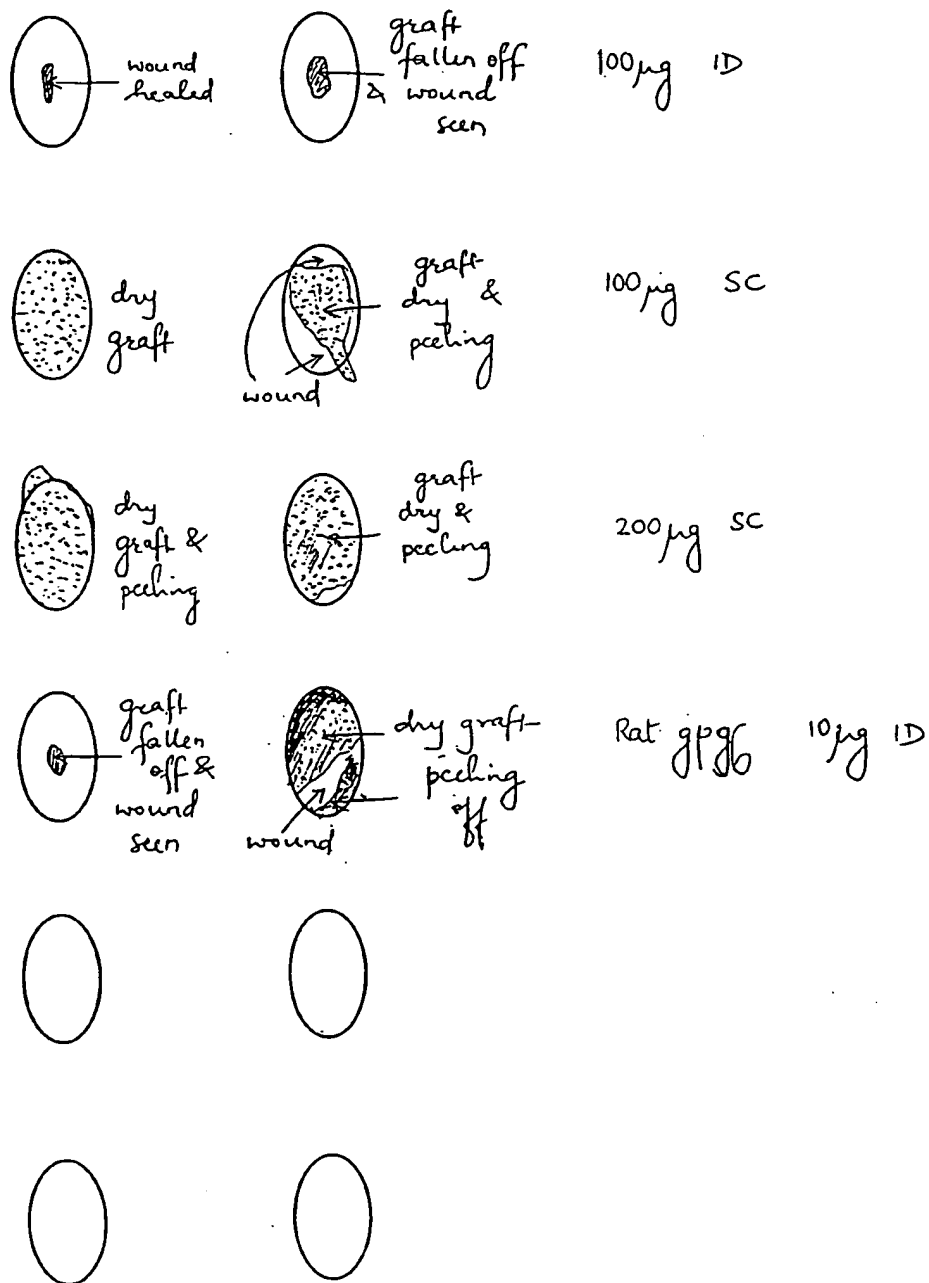 wound
healed
graft
fallen off
& wound
seen
100µg ID
dry
graft
graft
dry &
peeling
wound
100µg SC
dry
graft &
peeling
graft
dry &
peeling
200µg SC
graft
fallen
off &
wound
seen
dry graft
peeling
off
wound
Rat gpg6 10µg ID